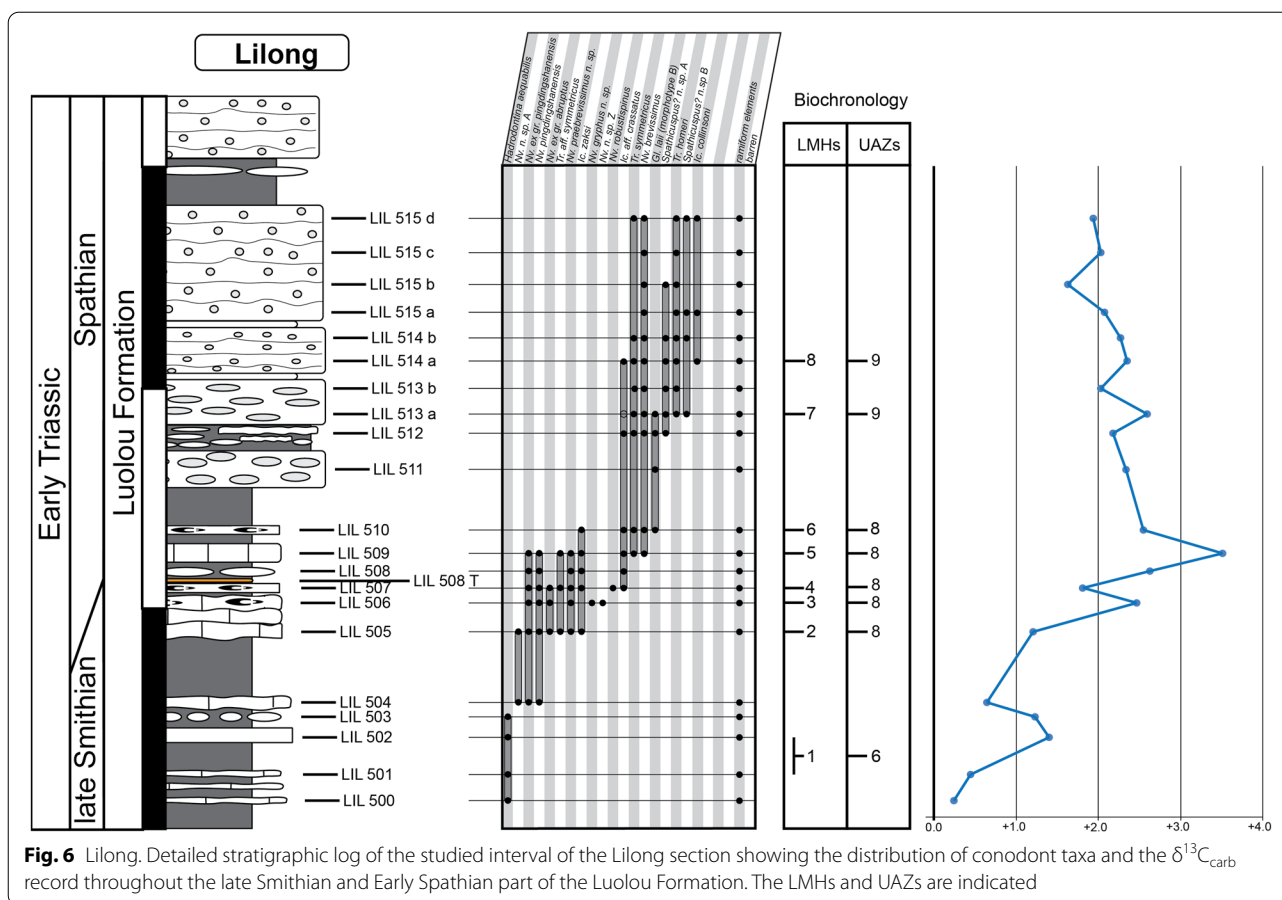 Lilong
Early Triassic
Spathian
late Smithian
Luolou Formation
LIL 515 d
LIL 515 c
LIL 515 b
LIL 515 a
LIL 514 b
LIL 514 a
LIL 513 b
LIL 513 a
LIL 512
LIL 511
LIL 510
LIL 509
LIL 508
LIL 508 T
LIL 507
LIL 506
LIL 505
LIL 504
LIL 503
LIL 502
LIL 501
LIL 500
Hadrodontina aequabilis
Nv. n. sp. A
Nv. ex gr. pingdingshanensis
Nv. pingdingshanensis
Nv. ex gr. abruptus
Tr. aff. symmetricus
Nv. praebrevissimus n. sp.
Ic. zaksi
Nv. gryphus n. sp.
Nv. n. sp. Z
Nv. robustispinus
Ic. aff. crassatus
Tr. symmetricus
Nv. brevissimus
Gl. laii (morphotype B)
Spathicuspus? n. sp. A
Tr. homeri
Spathicuspus? n.sp B
Ic. collinsoni
ramiform elements
barren
Biochronology
LMHs UAZs
8 9
7 9
6 8
5 8
4 8
3 8
2 8
1 6
0.0 +1.0 +2.0 +3.0 +4.0
Fig. 6 Lilong. Detailed stratigraphic log of the studied interval of the Lilong section showing the distribution of conodont taxa and the δ13Ccarb
record throughout the late Smithian and Early Spathian part of the Luolou Formation. The LMHs and UAZs are indicated